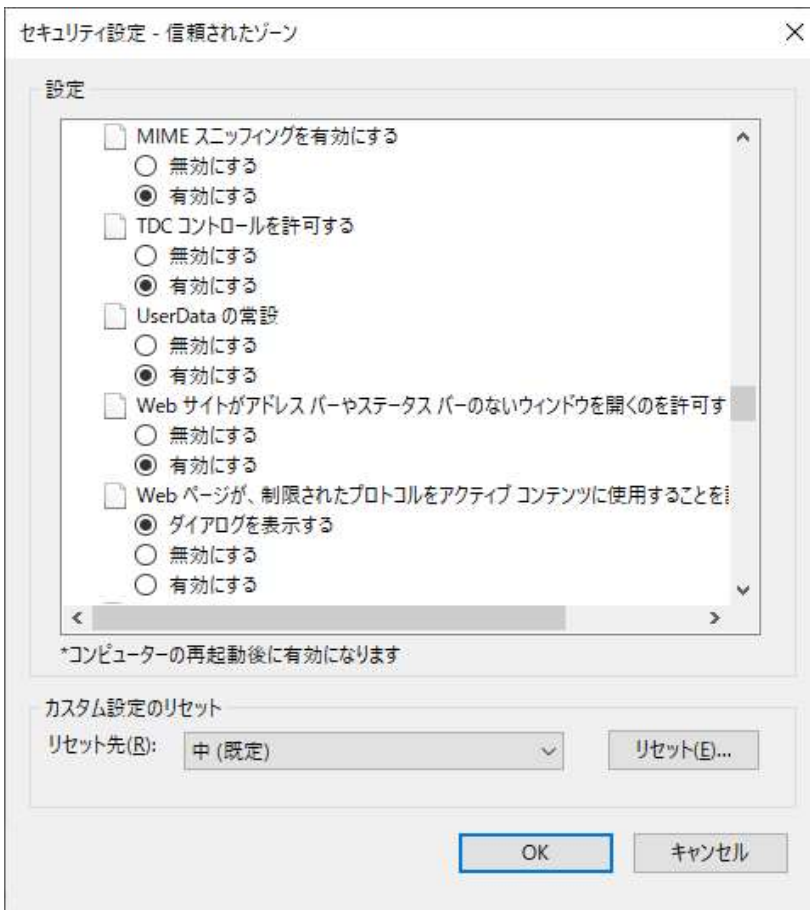 セキュリティ設定 - 信頼されたゾーン
設定
MIME スニッフィングを有効にする
無効にする
有効にする
TDC コントロールを許可する
無効にする
有効にする
UserData の常設
無効にする
有効にする
Web サイトがアドレス バーやステータス バーのないウィンドウを開くのを許可す
無効にする
有効にする
Web ページが、制限されたプロトコルをアクティブ コンテンツに使用することを
ダイアログを表示する
無効にする
有効にする
*コンピューターの再起動後に有効になります
カスタム設定のリセット
リセット先(R): 中 (既定) リセット(E)...
OK キャンセル